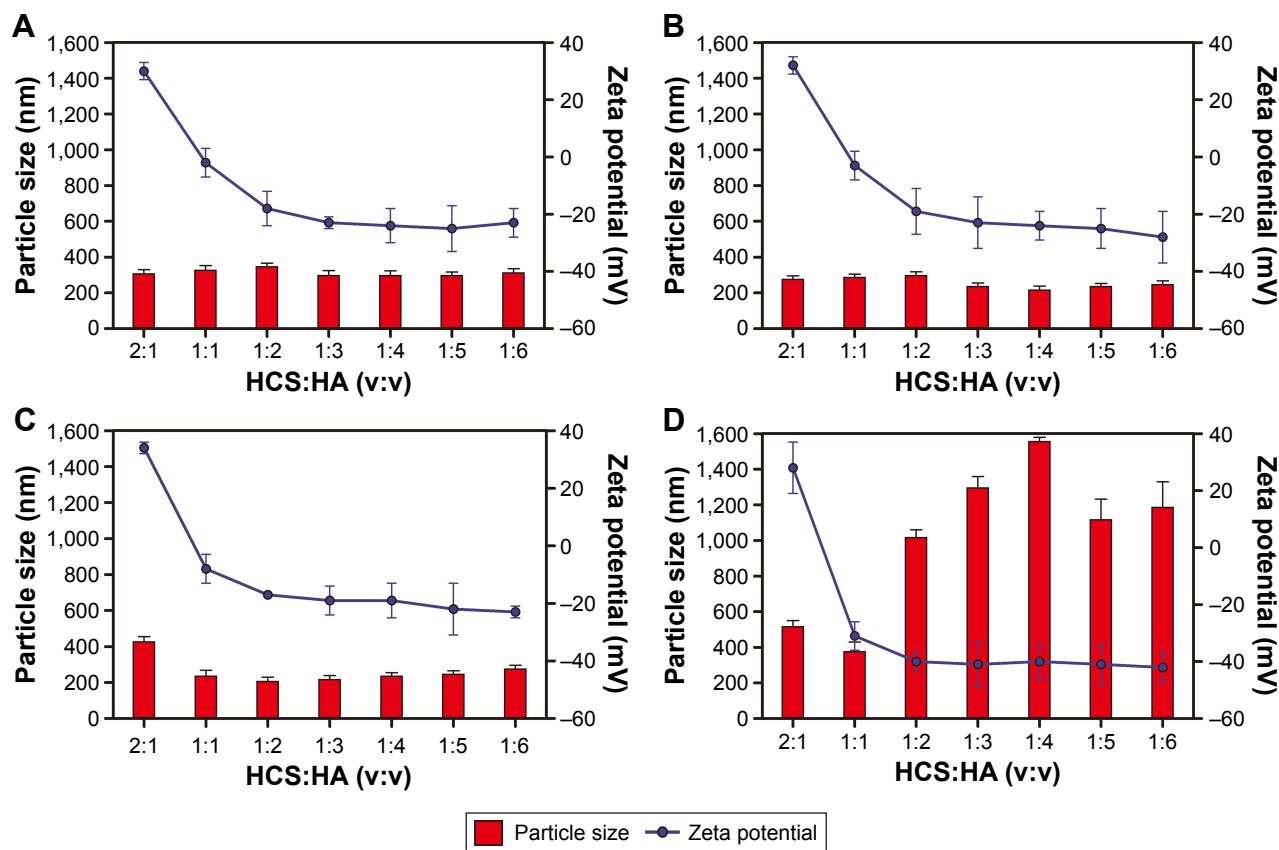 A
1,600
1,400
1,200
1,000
800
600
400
200
0
Particle size (nm)
40
20
0
–20
–40
–60
Zeta potential (mV)
2:1 1:1 1:2 1:3 1:4 1:5 1:6
HCS:HA (v:v)
B
1,600
1,400
1,200
1,000
800
600
400
200
0
Particle size (nm)
40
20
0
–20
–40
–60
Zeta potential (mV)
2:1 1:1 1:2 1:3 1:4 1:5 1:6
HCS:HA (v:v)
C
1,600
1,400
1,200
1,000
800
600
400
200
0
Particle size (nm)
40
20
0
–20
–40
–60
Zeta potential (mV)
2:1 1:1 1:2 1:3 1:4 1:5 1:6
HCS:HA (v:v)
D
1,600
1,400
1,200
1,000
800
600
400
200
0
Particle size (nm)
40
20
0
–20
–40
–60
Zeta potential (mV)
2:1 1:1 1:2 1:3 1:4 1:5 1:6
HCS:HA (v:v)
Particle size Zeta potential